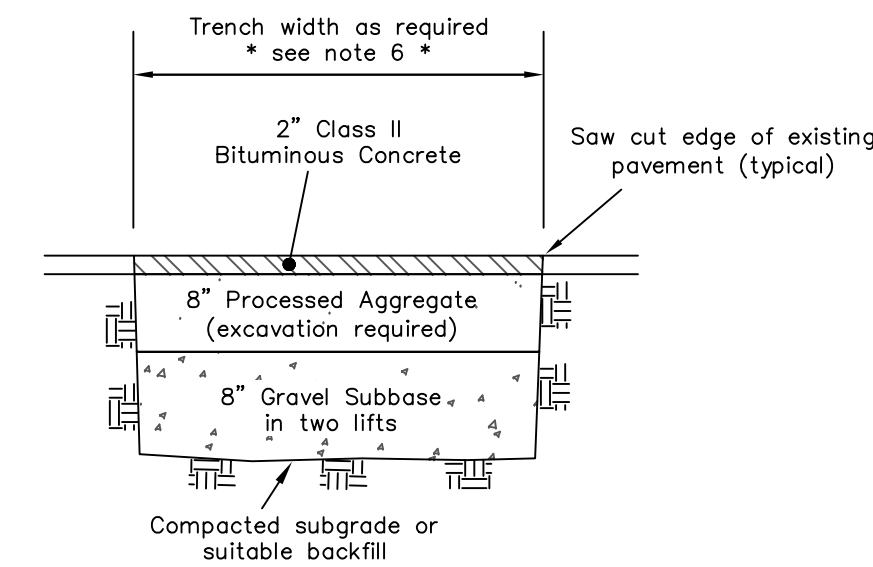 Trench width as required
* see note 6 *
2” Class II
Bituminous Concrete
Saw cut edge of existing
pavement (typical)
8” Processed Aggregate
(excavation required)
8” Gravel Subbase
in two lifts
Compacted subgrade or
suitable backfill